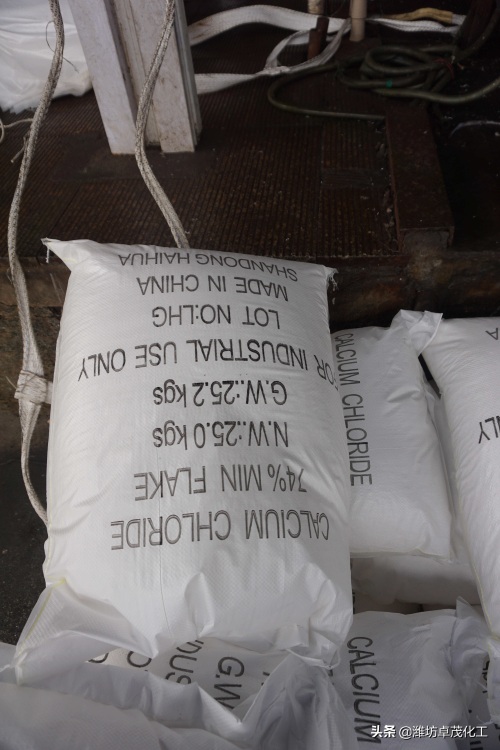 CALCIUM CHLORIDE
74% MIN FLAKE
N.W.:25.0 kgs
G.W.:25.2 kgs
FOR INDUSTRIAL USE ONLY
LOT NO:LHG
MADE IN CHINA
SHANDONG HAIHUA
CALCIUM CHLORIDE
CALCIUM
头条 @潍坊卓茂化工